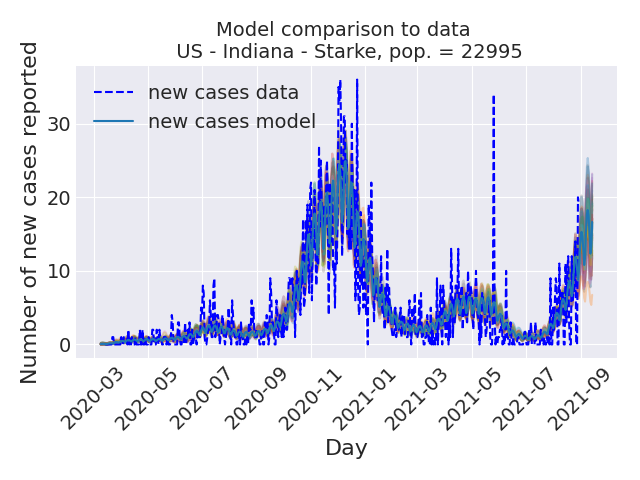 Model comparison to data
US - Indiana - Starke, pop. = 22995
Number of new cases reported
new cases data
new cases model
30
20
10
0
2020-03
2020-05
2020-07
2020-09
2020-11
2021-01
2021-03
2021-05
2021-07
2021-09
Day